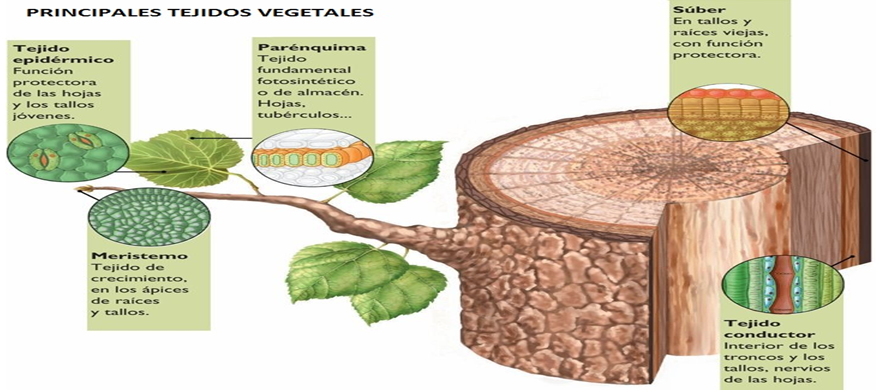 PRINCIPALES TEJIDOS VEGETALES
Tejido
epidérmico
Función
protectora
de las hojas
y los tallos
jóvenes.
Parénquima
Tejido
fundamental
fotosintético
o de almacén.
Hojas,
tubérculos...
Súber
En tallos y
raíces viejas,
con función
protectora.
Meristemo
Tejido de
crecimiento,
en los ápices
de raíces
y tallos.
Tejido
conductor
Interior de los
troncos y los
tallos, nervios
de las hojas.